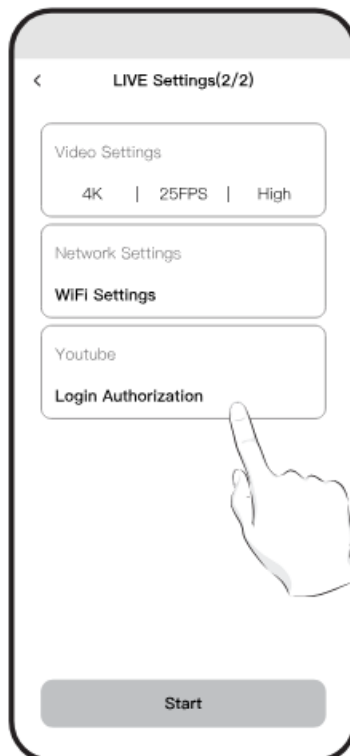 < LIVE Settings(2/2)
Video Settings
4K | 25FPS | High
Network Settings
WiFi Settings
Youtube
Login Authorization
Start